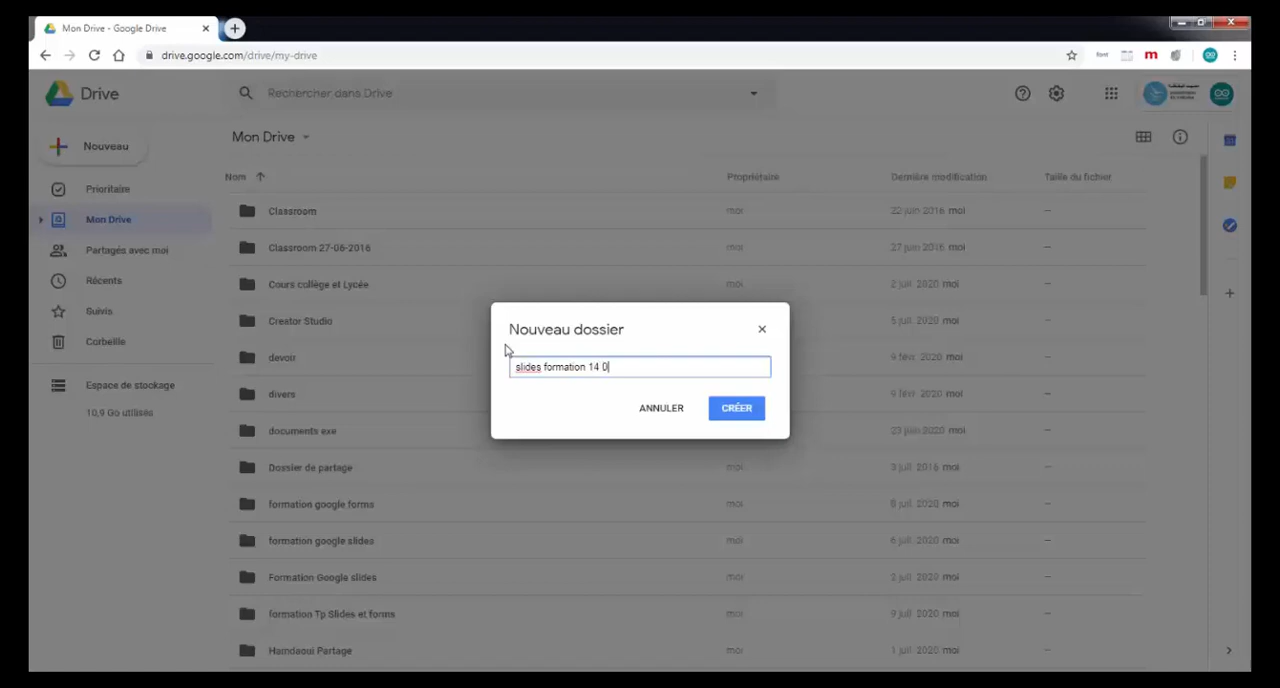 Mon Drive - Google Drive
drive.google.com/drive/my-drive
Drive
Rechercher dans Drive
Nouveau
Mon Drive
Nom Propriétaire Dernière modification Taille du fichier
Prioritaire
Mon Drive
Partagés avec moi
Récents
Suivis
Corbeille
Espace de stockage
10,9 Go utilisés
Classroom moi 22 juin 2016 moi —
Classroom 27-06-2016 moi 27 juin 2016 moi —
Cours collège et Lycée moi 2 juil. 2020 moi —
Creator Studio 5 juil. 2020 moi —
devoir 9 févr. 2020 moi —
divers 9 févr. 2020 moi —
documents exe 23 juin 2020 moi —
Dossier de partage moi 3 juil. 2016 moi —
formation google forms moi 6 juil. 2020 moi —
formation google slides moi 6 juil. 2020 moi —
Formation Google slides moi 2 juil. 2020 moi —
formation Tp Slides et forms moi 9 juil. 2020 moi —
Hamdaoui Partage moi 1 juil. 2020 moi —
Nouveau dossier
slides formation 14 0
ANNULER CRÉER